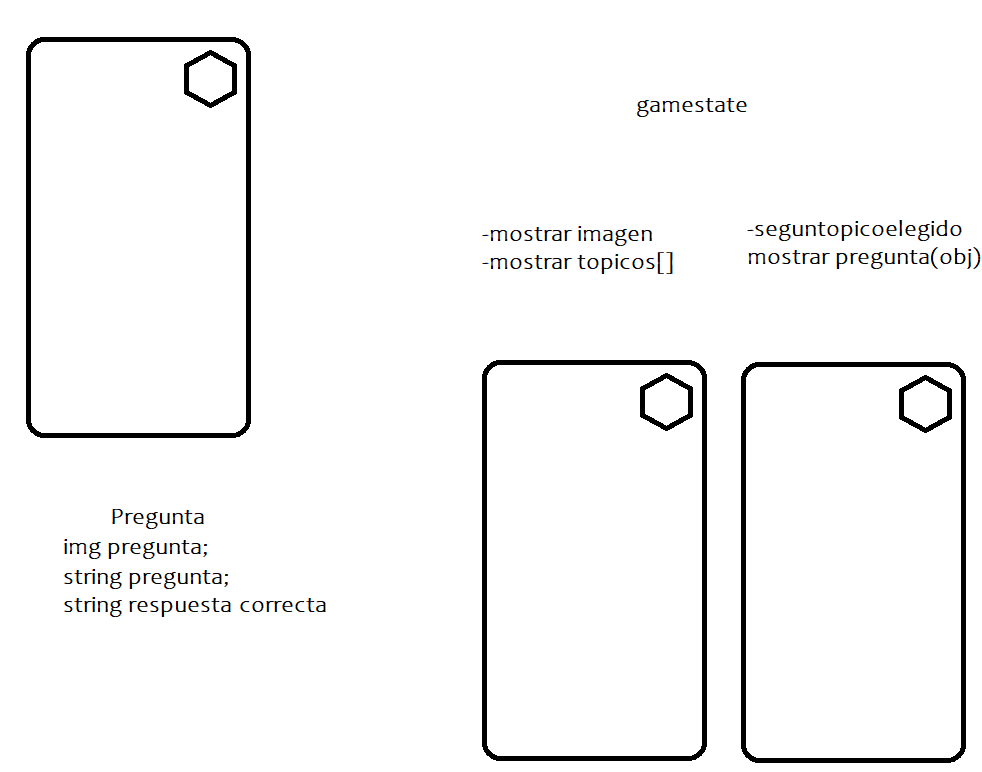 gamestate
-mostrar imagen
-mostrar topicos[]
-seguntopicoelegido
mostrar pregunta(obj)
Pregunta
img pregunta;
string pregunta;
string respuesta correcta